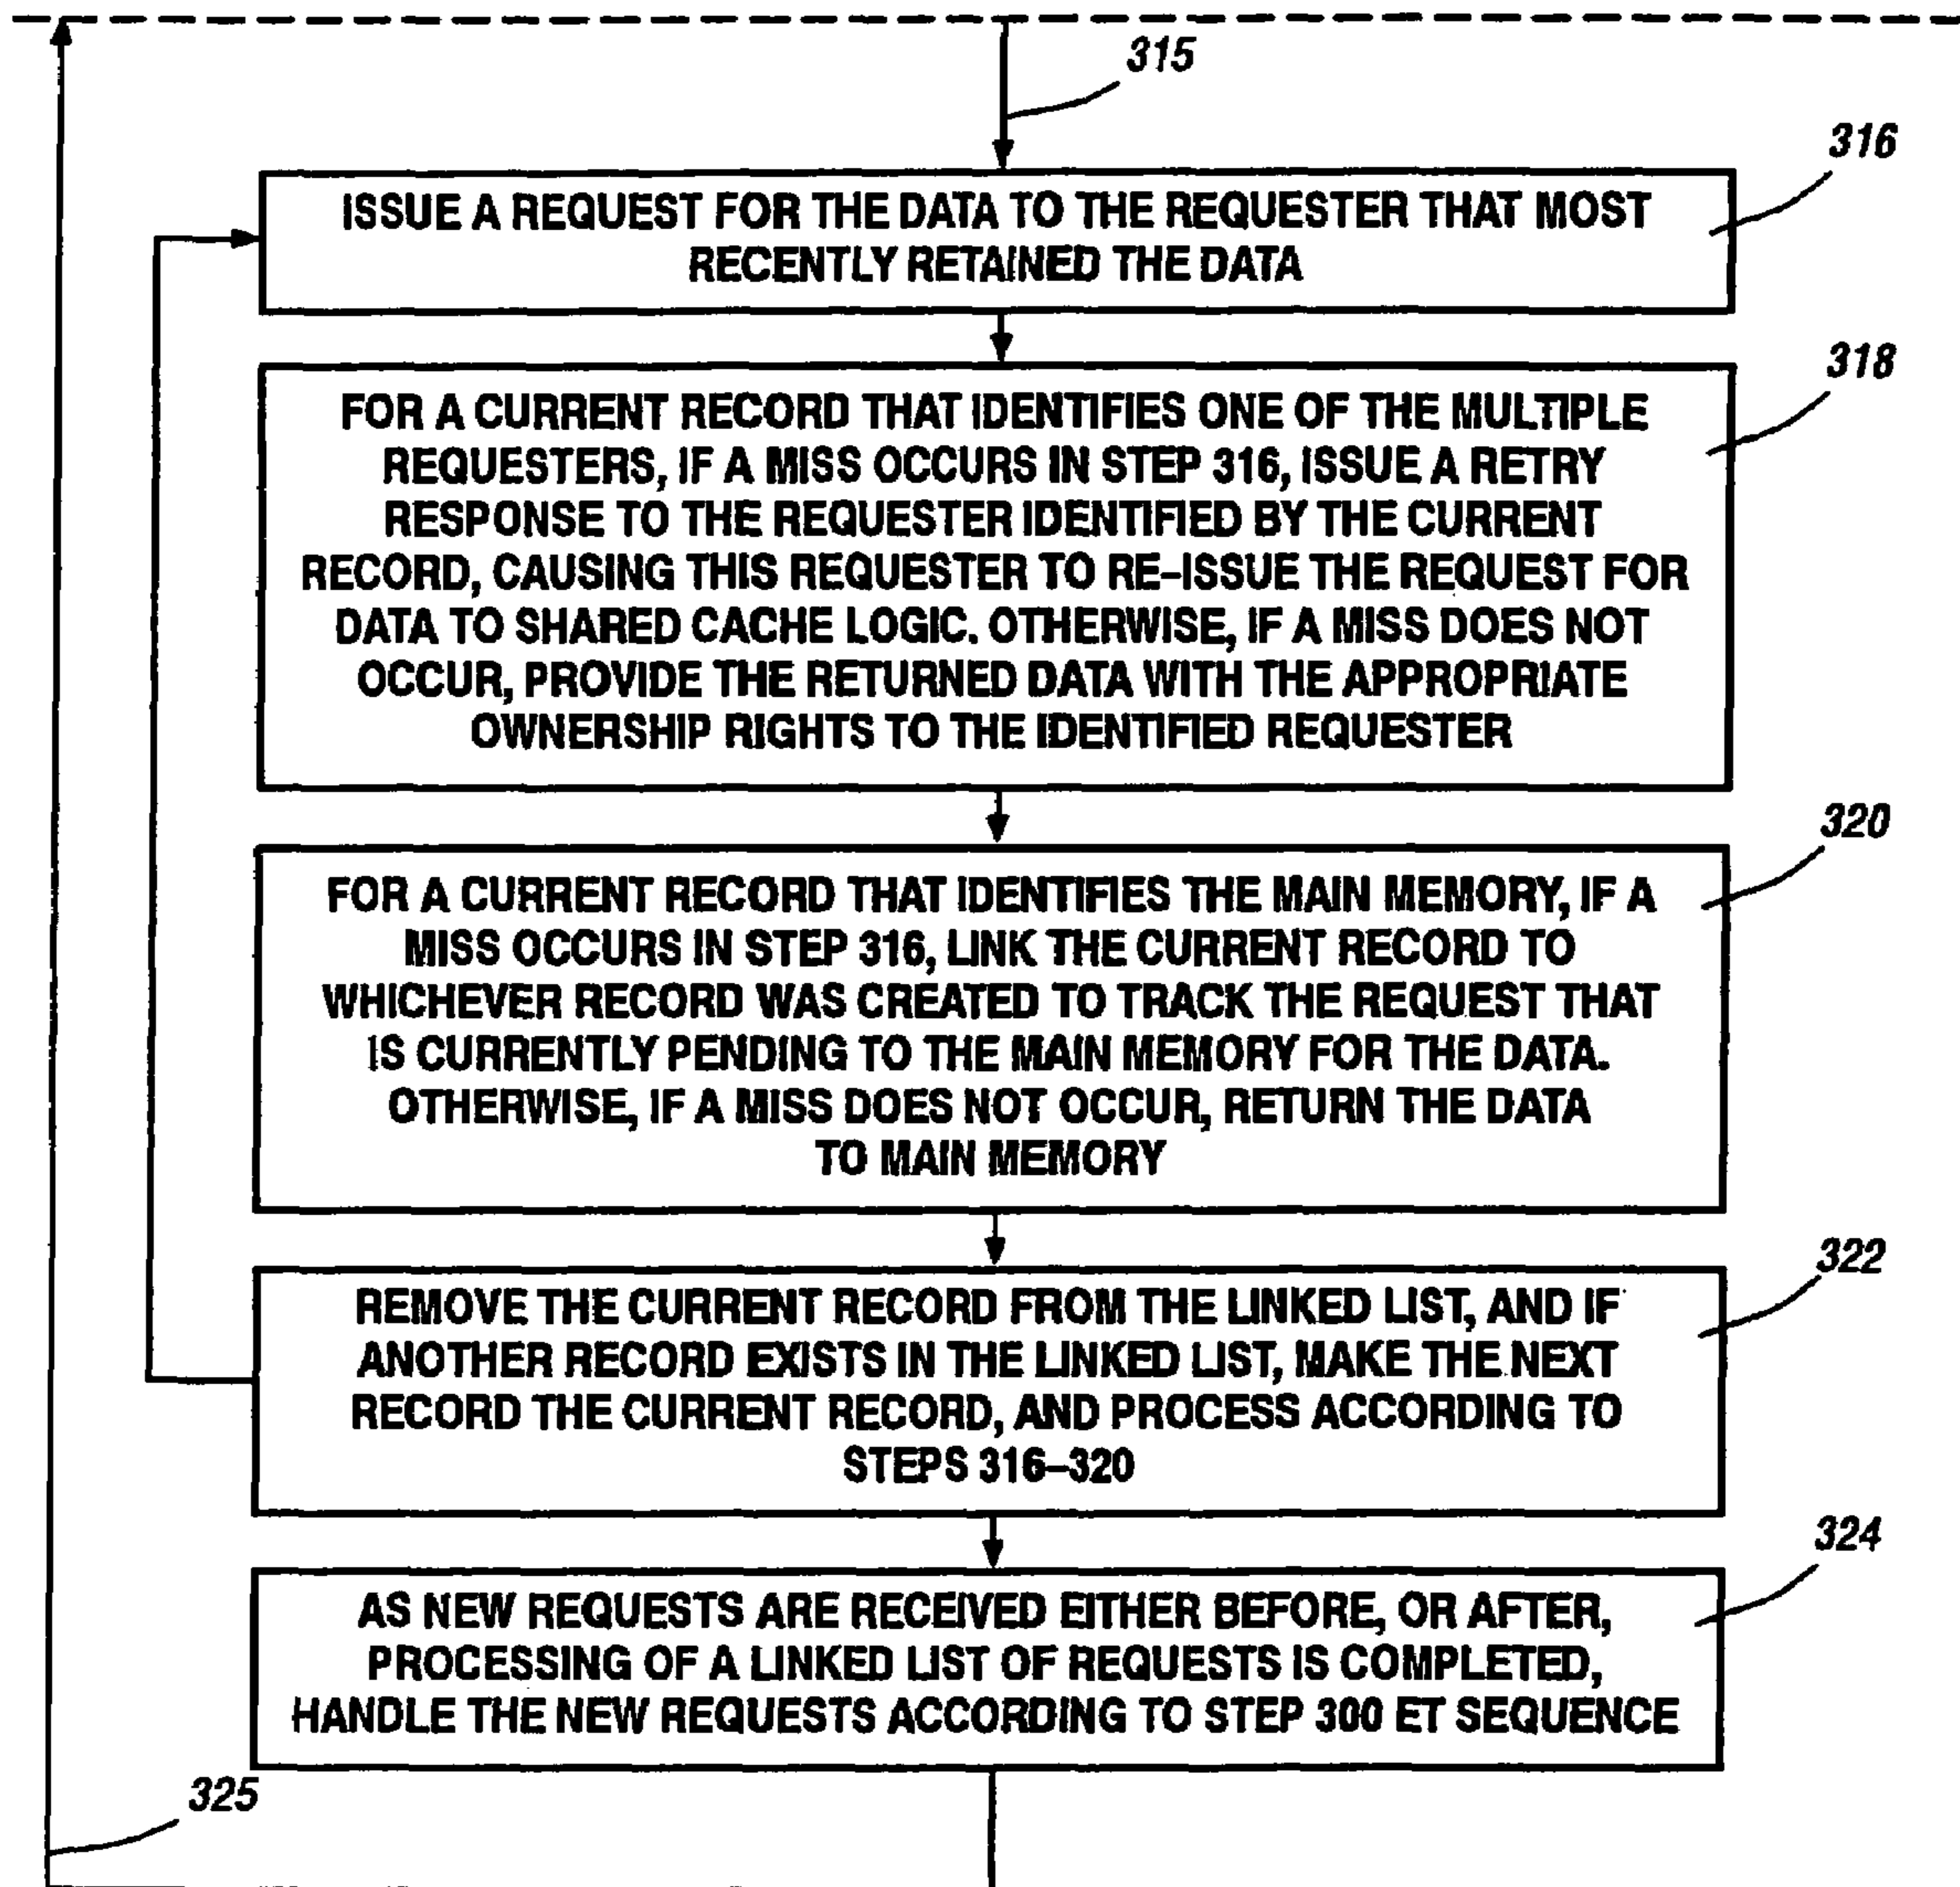 315
316
ISSUE A REQUEST FOR THE DATA TO THE REQUESTER THAT MOST
RECENTLY RETAINED THE DATA
318
FOR A CURRENT RECORD THAT IDENTIFIES ONE OF THE MULTIPLE
REQUESTERS, IF A MISS OCCURS IN STEP 316, ISSUE A RETRY
RESPONSE TO THE REQUESTER IDENTIFIED BY THE CURRENT
RECORD, CAUSING THIS REQUESTER TO RE-ISSUE THE REQUEST FOR
DATA TO SHARED CACHE LOGIC. OTHERWISE, IF A MISS DOES NOT
OCCUR, PROVIDE THE RETURNED DATA WITH THE APPROPRIATE
OWNERSHIP RIGHTS TO THE IDENTIFIED REQUESTER
320
FOR A CURRENT RECORD THAT IDENTIFIES THE MAIN MEMORY, IF A
MISS OCCURS IN STEP 316, LINK THE CURRENT RECORD TO
WHICHEVER RECORD WAS CREATED TO TRACK THE REQUEST THAT
IS CURRENTLY PENDING TO THE MAIN MEMORY FOR THE DATA.
OTHERWISE, IF A MISS DOES NOT OCCUR, RETURN THE DATA
TO MAIN MEMORY
322
REMOVE THE CURRENT RECORD FROM THE LINKED LIST, AND IF
ANOTHER RECORD EXISTS IN THE LINKED LIST, MAKE THE NEXT
RECORD THE CURRENT RECORD, AND PROCESS ACCORDING TO
STEPS 316–320
324
AS NEW REQUESTS ARE RECEIVED EITHER BEFORE, OR AFTER,
PROCESSING OF A LINKED LIST OF REQUESTS IS COMPLETED,
HANDLE THE NEW REQUESTS ACCORDING TO STEP 300 ET SEQUENCE
325